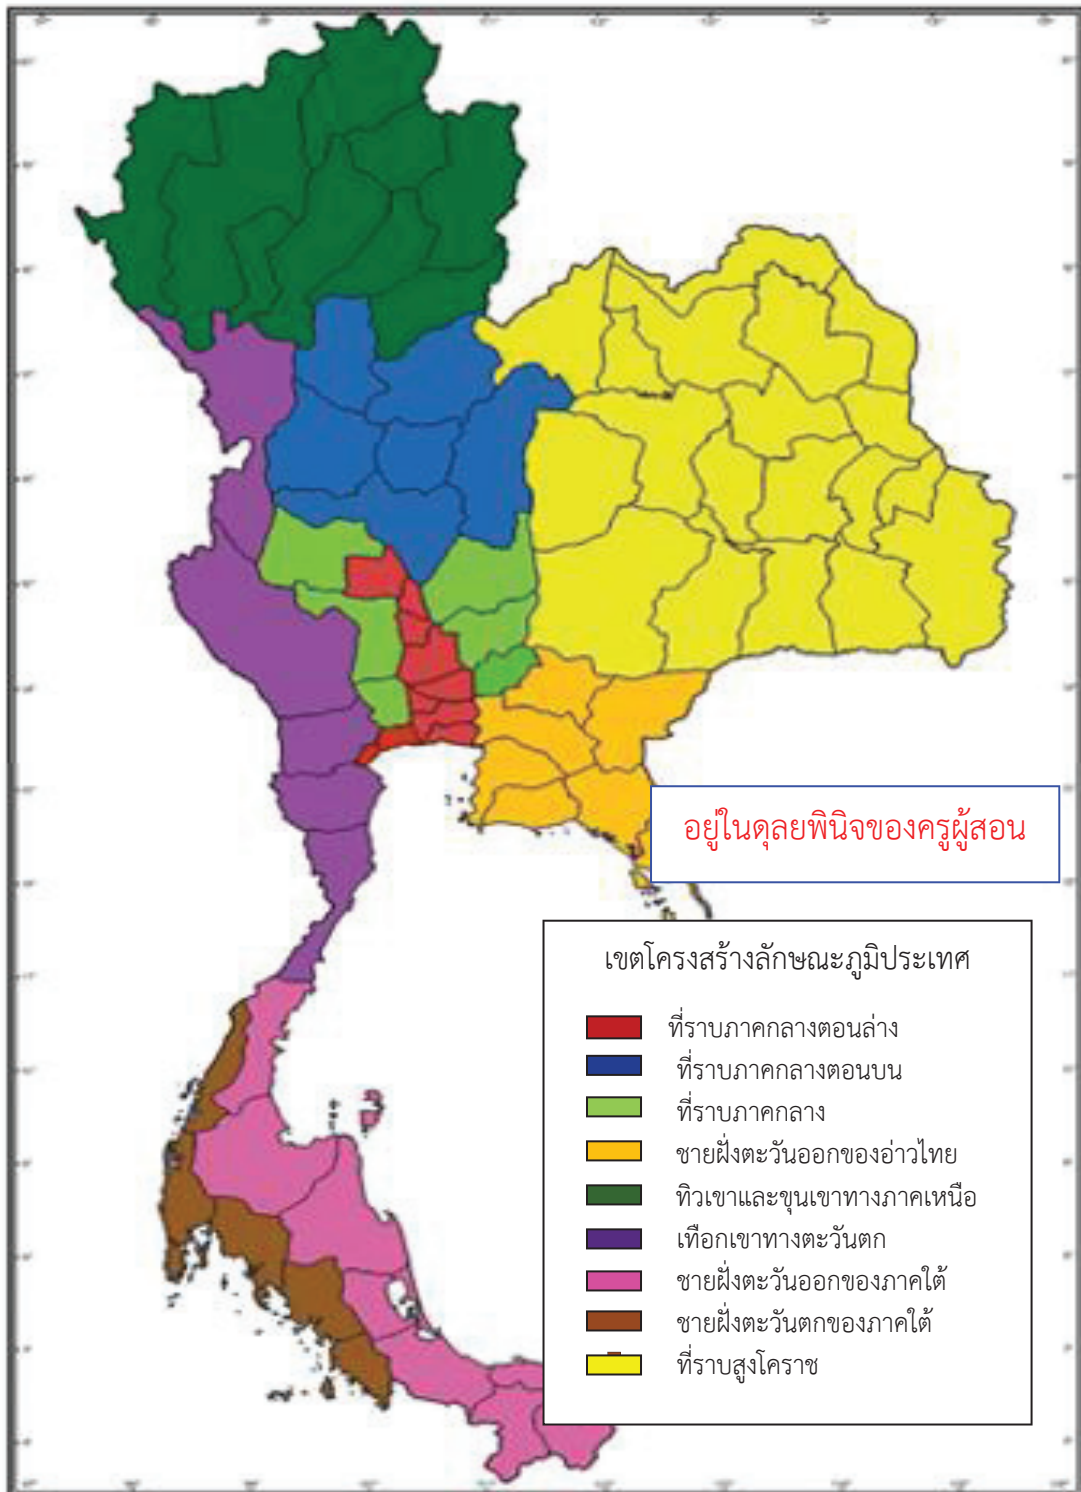 อยู่ในดุลยพินิจของครูผู้สอน
เขตโครงสร้างลักษณะภูมิประเทศ
ที่ราบภาคกลางตอนล่าง
ที่ราบภาคกลางตอนบน
ที่ราบภาคกลาง
ชายฝั่งตะวันออกของอ่าวไทย
ทิวเขาและขุนเขาทางภาคเหนือ
เทือกเขาทางตะวันตก
ชายฝั่งตะวันออกของภาคใต้
ชายฝั่งตะวันตกของภาคใต้
ที่ราบสูงโคราช